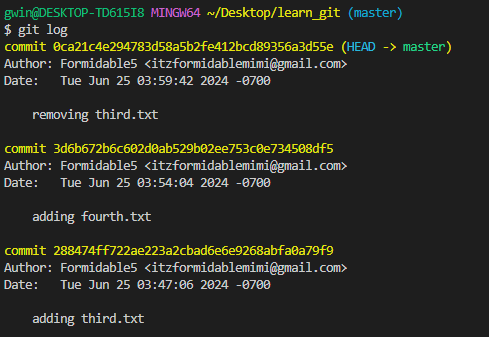 gwin@DESKTOP-TD615I8 MINGW64 ~/Desktop/learn_git (master)
$ git log
commit 0ca21c4e294783d58a5b2fe412bcd89356a3d55e (HEAD -> master)
Author: Formidable5 <itzformidablemimi@gmail.com>
Date:   Tue Jun 25 03:59:42 2024 -0700

    removing third.txt

commit 3d6b672b6c602d0ab529b02ee753c0e734508df5
Author: Formidable5 <itzformidablemimi@gmail.com>
Date:   Tue Jun 25 03:54:04 2024 -0700

    adding fourth.txt

commit 288474ff722ae223a2cbad6e6e9268abfa0a79f9
Author: Formidable5 <itzformidablemimi@gmail.com>
Date:   Tue Jun 25 03:47:06 2024 -0700

    adding third.txt